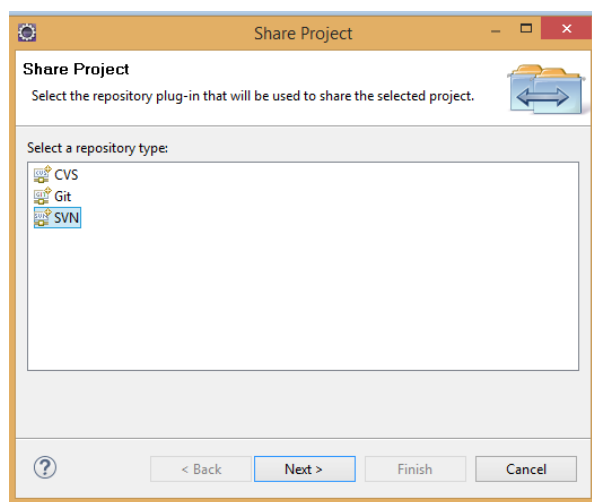 Share Project
Share Project
Select the repository plug-in that will be used to share the selected project.
Select a repository type:
CVS
Git
SVN
? < Back Next > Finish Cancel